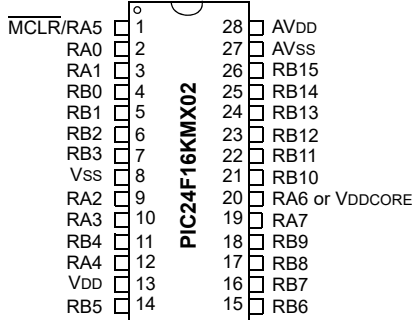 MCLR/RA5 1 28 AVDD
RA0 2 27 AVSS
RA1 3 26 RB15
RB0 4 25 RB14
RB1 5 24 RB13
RB2 6 23 RB12
RB3 7 22 RB11
VSS 8 21 RB10
RA2 9 20 RA6 or VDDCORE
RA3 10 19 RA7
RB4 11 18 RB9
RA4 12 17 RB8
VDD 13 16 RB7
RB5 14 15 RB6
PIC24F16KMX02